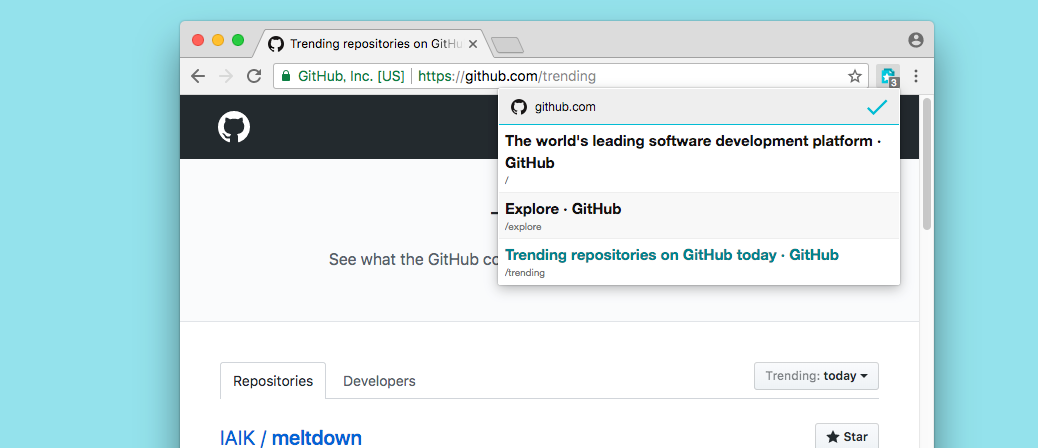 Trending repositories on GitHu
GitHub, Inc. [US] https://github.com/trending
3
github.com
The world's leading software development platform ·
GitHub
/
Explore · GitHub
/explore
See what the GitHub co
Trending repositories on GitHub today · GitHub
/trending
Repositories
Developers
Trending: today
IAIK / meltdown
Star